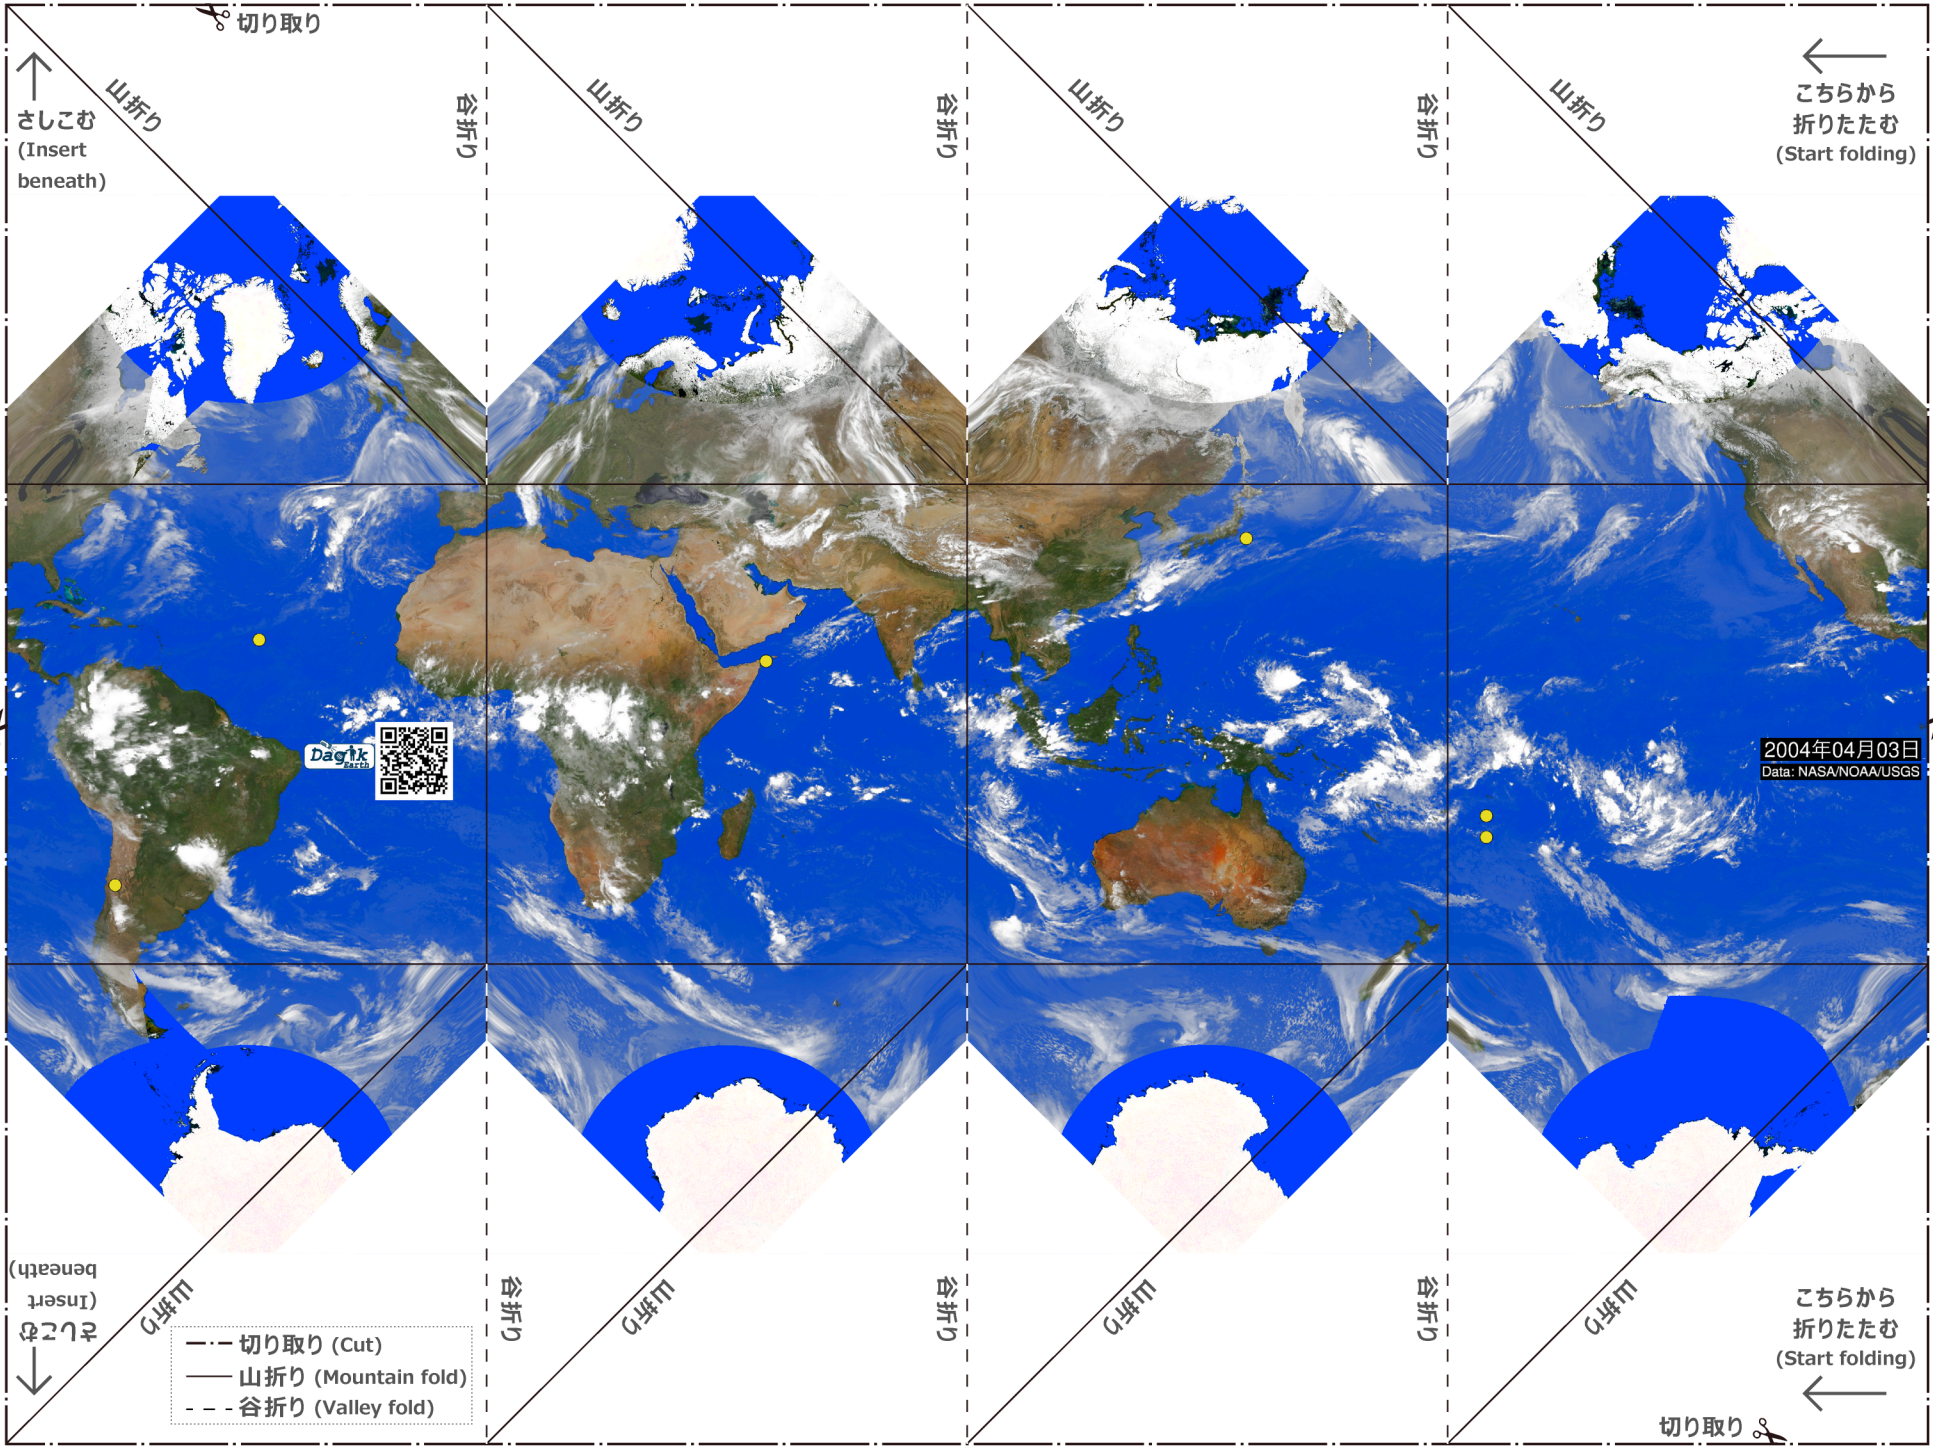 切り取り
山折り
谷折り
山折り
谷折り
山折り
谷折り
山折り
さしこむ
(Insert
beneath)
こちらから
折りたたむ
(Start folding)
Dagik
Earth
2004年04月03日
Data: NASA/NOAA/USGS
さしこむ
(Insert
beneath)
山折り
谷折り
山折り
谷折り
山折り
谷折り
山折り
こちらから
折りたたむ
(Start folding)
切り取り (Cut)
山折り (Mountain fold)
谷折り (Valley fold)
切り取り